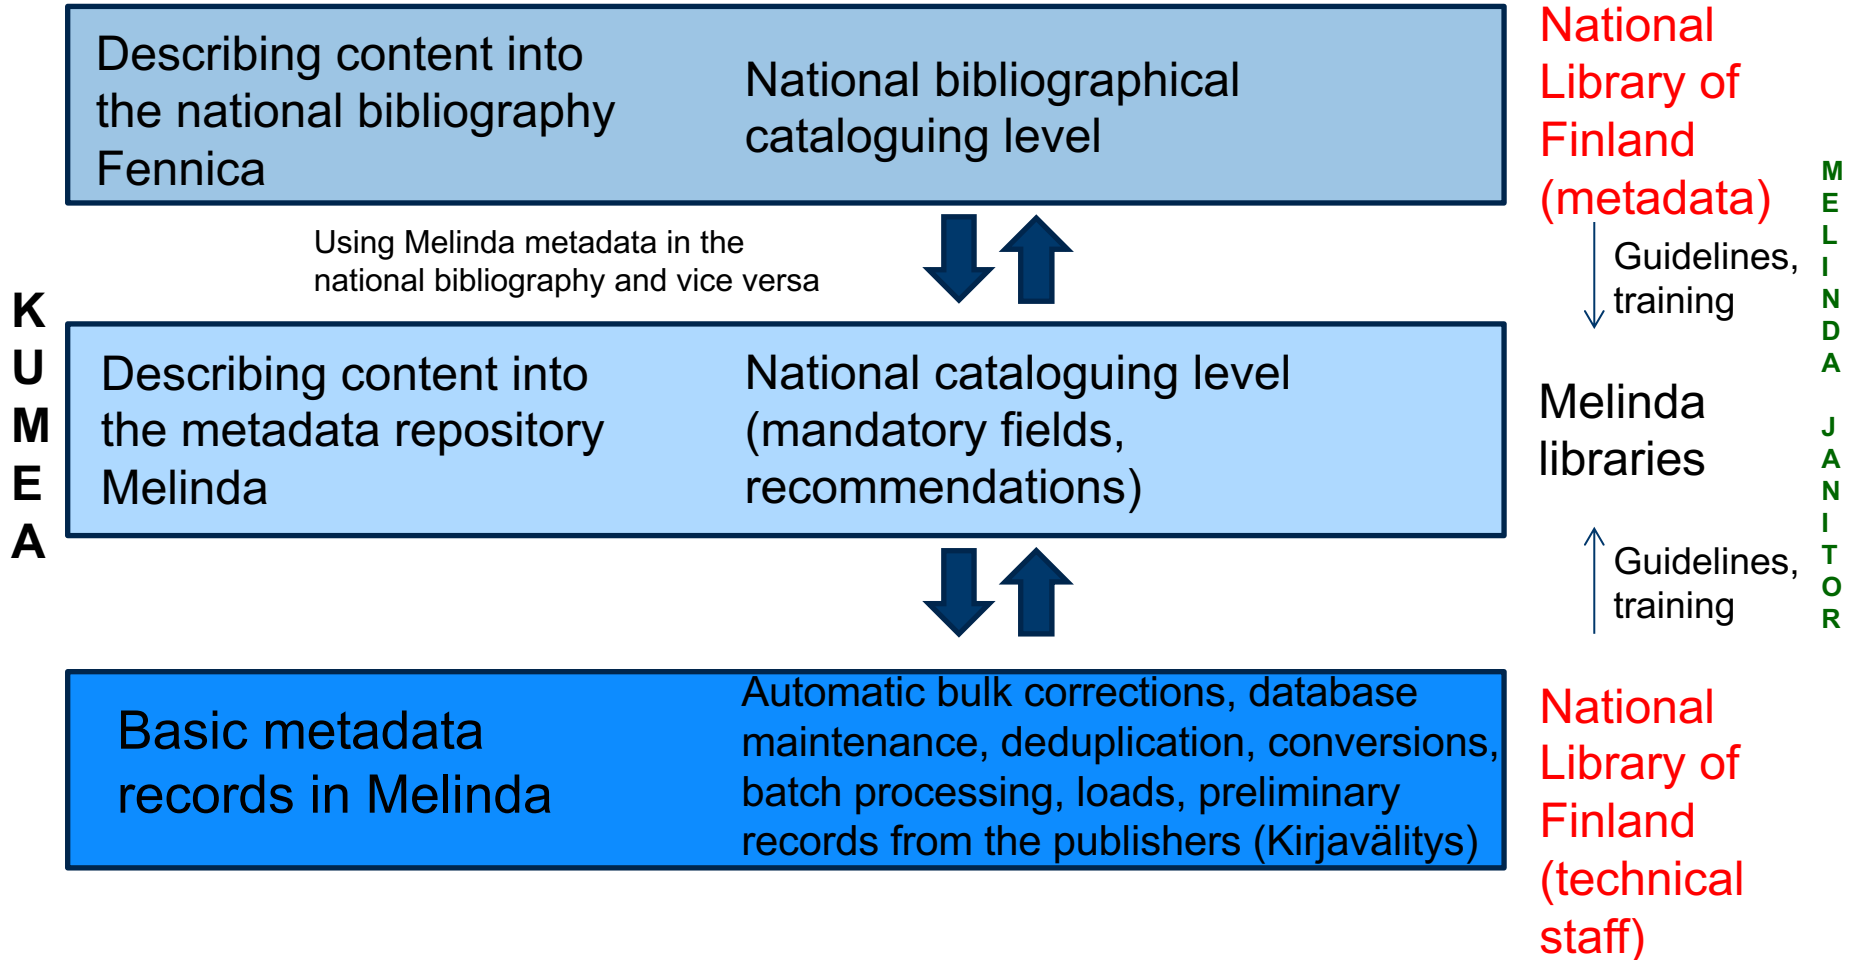 Describing content into
the national bibliography
Fennica
National bibliographical
cataloguing level
National
Library of
Finland
(metadata)
Using Melinda metadata in the
national bibliography and vice versa
Guidelines,
training
KUMEA
Describing content into
the metadata repository
Melinda
National cataloguing level
(mandatory fields,
recommendations)
Melinda
libraries
MELINDA JANITOR
Guidelines,
training
Basic metadata
records in Melinda
Automatic bulk corrections, database
maintenance, deduplication, conversions,
batch processing, loads, preliminary
records from the publishers (Kirjavälitys)
National
Library of
Finland
(technical
staff)